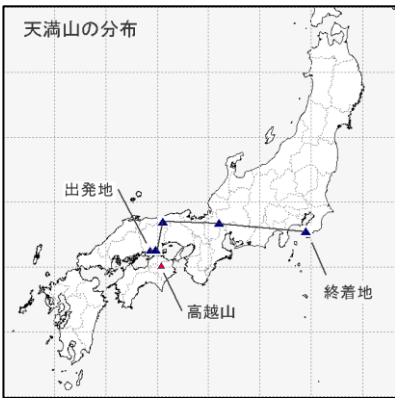 天満山の分布
出発地
終着地
高越山